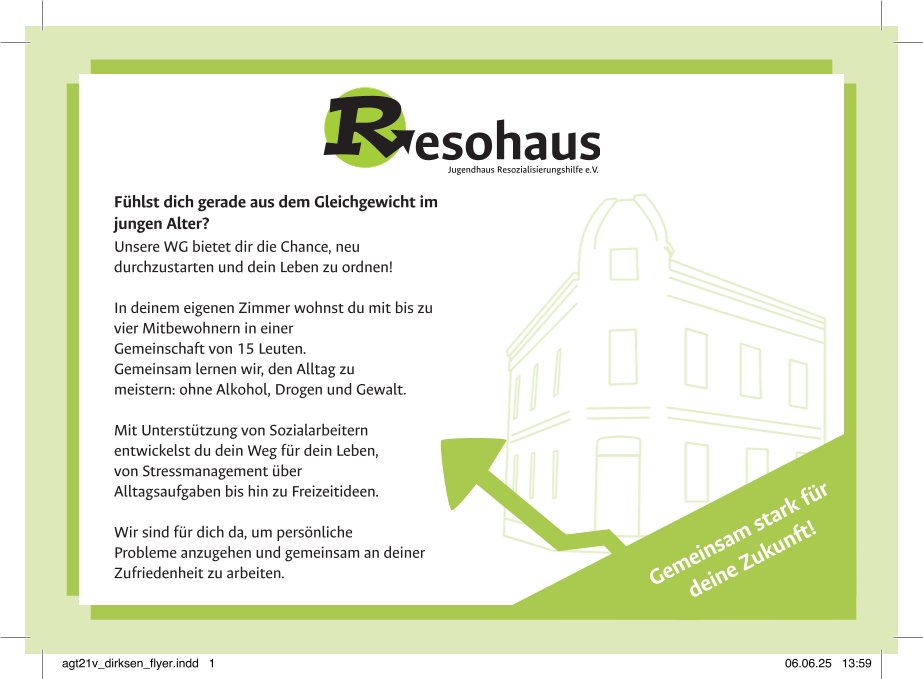 Resohaus
Jugendhaus Resozialisierungshilfe e.V.
Fühlst dich gerade aus dem Gleichgewicht im
jungen Alter?
Unsere WG bietet dir die Chance, neu
durchzustarten und dein Leben zu ordnen!
In deinem eigenen Zimmer wohnst du mit bis zu
vier Mitbewohnern in einer
Gemeinschaft von 15 Leuten.
Gemeinsam lernen wir, den Alltag zu
meistern: ohne Alkohol, Drogen und Gewalt.
Mit Unterstützung von Sozialarbeitern
entwickelst du dein Weg für dein Leben,
von Stressmanagement über
Alltagsaufgaben bis hin zu Freizeitideen.
Wir sind für dich da, um persönliche
Probleme anzugehen und gemeinsam an deiner
Zufriedenheit zu arbeiten.
Gemeinsam stark für
deine Zukunft!
agt21v_dirksen_flyer.indd   1
06.06.25   13:59